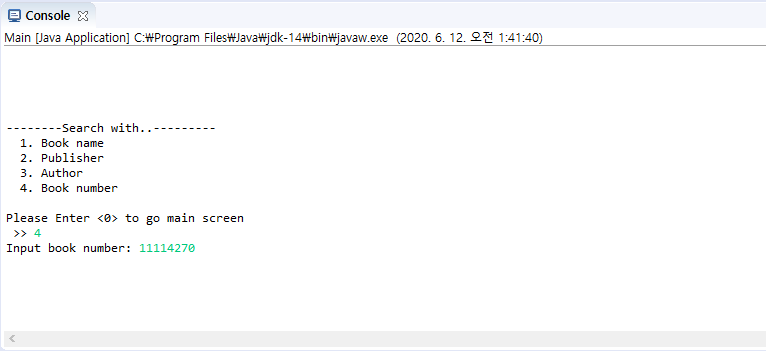 Console
Main [Java Application] C:₩Program Files₩Java₩jdk-14₩bin₩javaw.exe (2020. 6. 12. 오전 1:41:40)
--------Search with..---------
1. Book name
2. Publisher
3. Author
4. Book number
Please Enter <0> to go main screen
>> 4
Input book number: 11114270